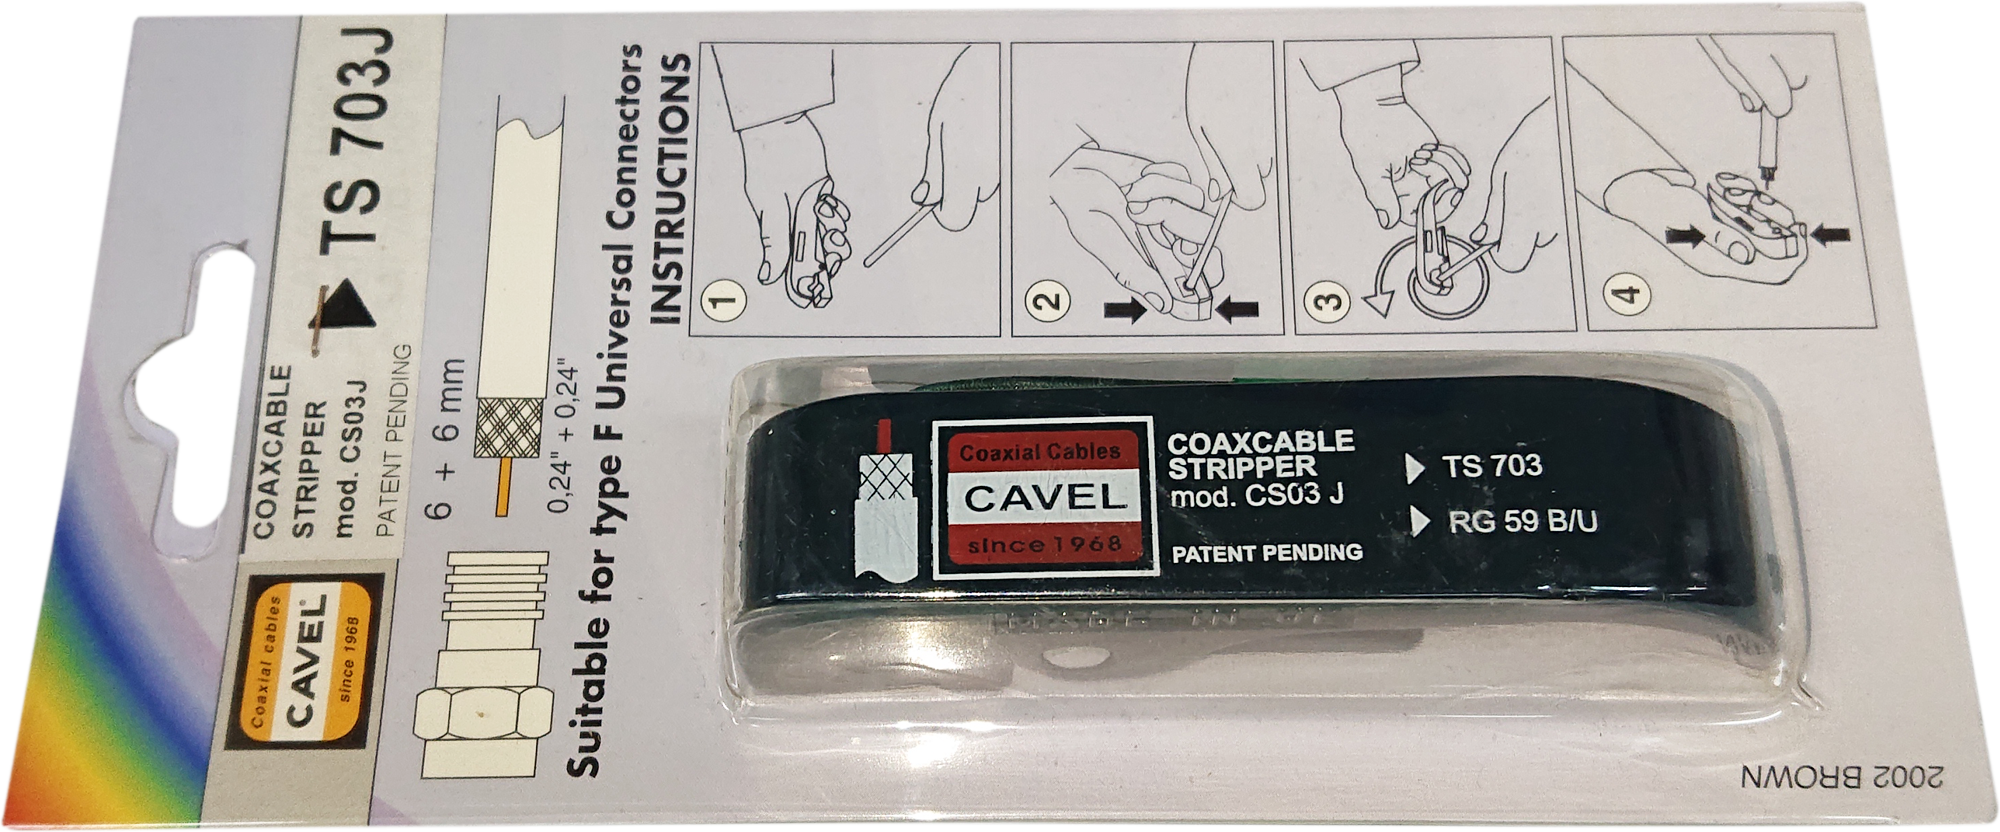 Coaxial cables
CAVEL
since 1968
COAXCABLE
STRIPPER
mod. CS03J
PATENT PENDING
TS 703J
6 + 6 mm
0,24" + 0,24"
Suitable for type F Universal Connectors
INSTRUCTIONS
1
2
3
4
Coaxial Cables
CAVEL
since 1968
COAXCABLE
STRIPPER
mod. CS03 J
PATENT PENDING
TS 703
RG 59 B/U
MADE IN
2002 BROWN